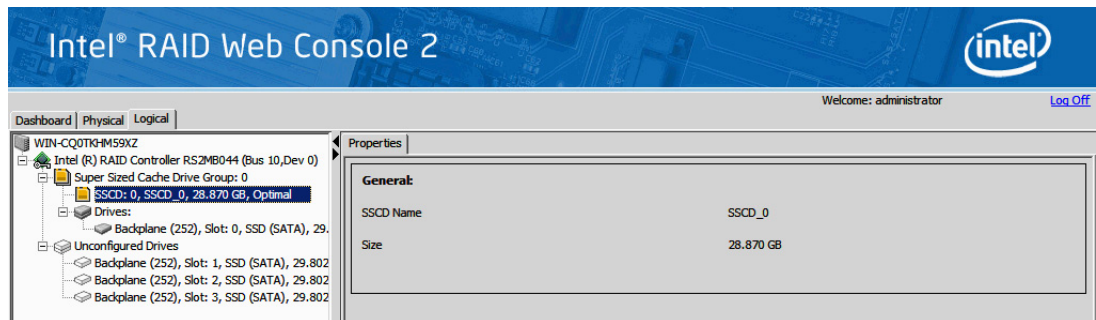 Intel® RAID Web Console 2
intel
Welcome: administrator
Log Off
Dashboard Physical Logical
WIN-CQ0TKHM59XZ
Intel (R) RAID Controller RS2MB044 (Bus 10,Dev 0)
Super Sized Cache Drive Group: 0
SSCD: 0, SSCD_0, 28.870 GB, Optimal
Drives:
Backplane (252), Slot: 0, SSD (SATA), 29.
Unconfigured Drives
Backplane (252), Slot: 1, SSD (SATA), 29.802
Backplane (252), Slot: 2, SSD (SATA), 29.802
Backplane (252), Slot: 3, SSD (SATA), 29.802
Properties
General:
SSCD Name SSCD_0
Size 28.870 GB